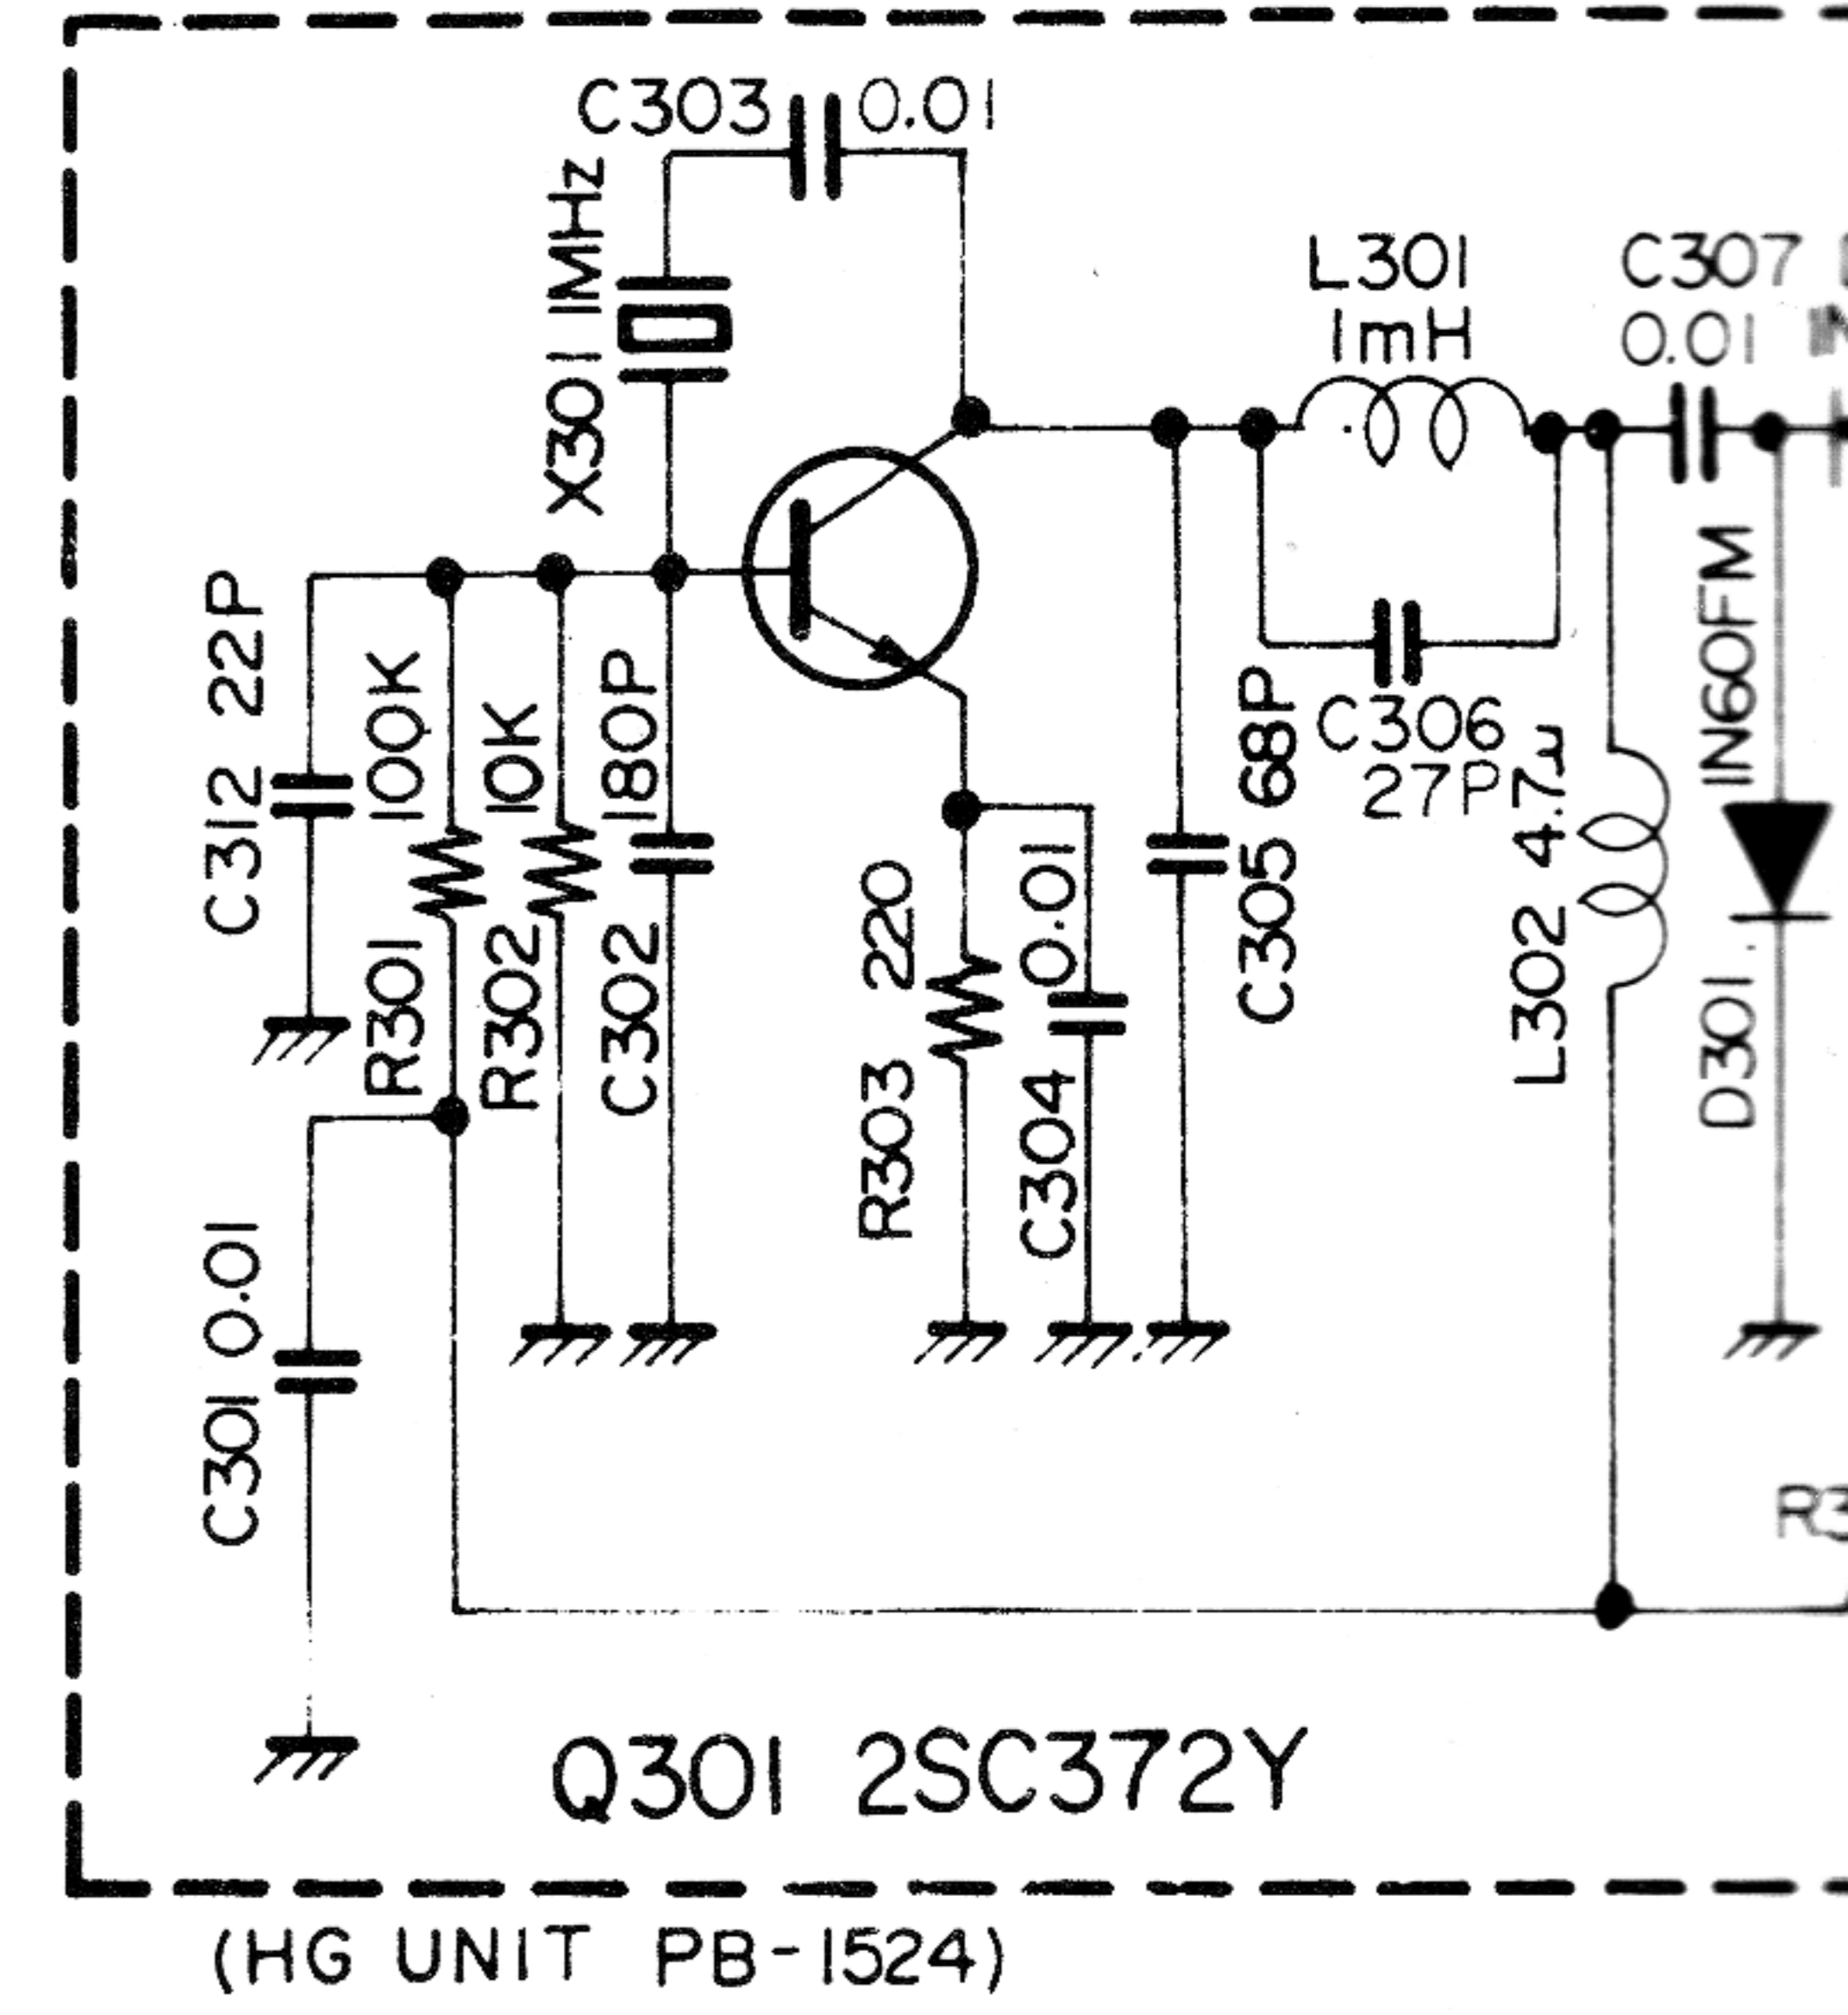 C303 0.01
X301 1MHz
L301
1mH
C307
0.01
C312 22P
R301 100K
R302 10K
C302 180P
R303 220
C304 0.01
C305 68P
C306
27P
L302 4.7μ
D301 1N60FM
C301 0.01
Q301 2SC372Y
(HG UNIT PB-1524)